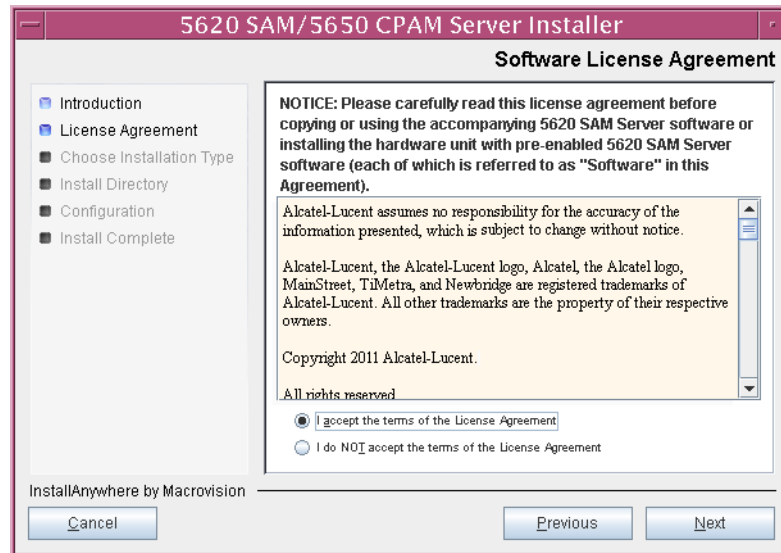 5620 SAM/5650 CPAM Server Installer
Software License Agreement
Introduction
License Agreement
Choose Installation Type
Install Directory
Configuration
Install Complete
NOTICE: Please carefully read this license agreement before
copying or using the accompanying 5620 SAM Server software or
installing the hardware unit with pre-enabled 5620 SAM Server
software (each of which is referred to as "Software" in this
Agreement).
Alcatel-Lucent assumes no responsibility for the accuracy of the
information presented, which is subject to change without notice.
Alcatel-Lucent, the Alcatel-Lucent logo, Alcatel, the Alcatel logo,
MainStreet, TiMetra, and Newbridge are registered trademarks of
Alcatel-Lucent. All other trademarks are the property of their respective
owners.
Copyright 2011 Alcatel-Lucent.
All rights reserved
I accept the terms of the License Agreement
I do NOT accept the terms of the License Agreement
InstallAnywhere by Macrovision
Cancel
Previous
Next